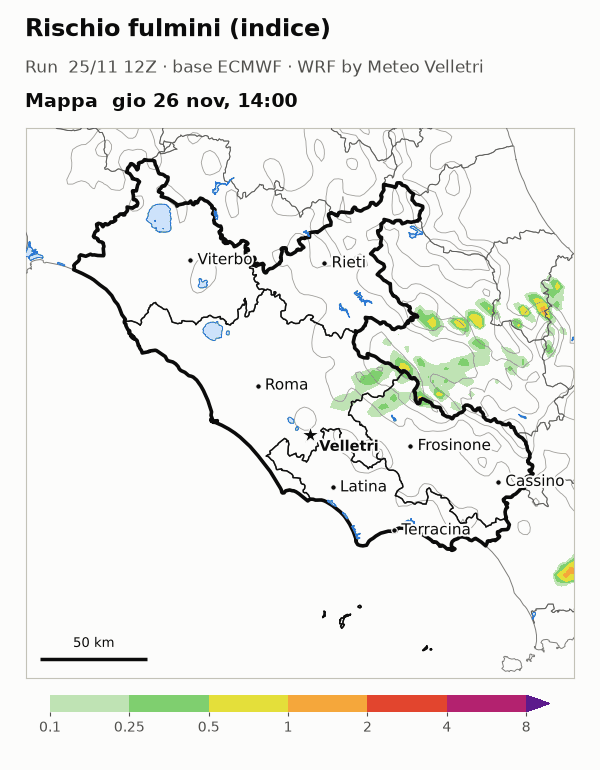 Rischio fulmini (indice)
Run  25/11 12Z · base ECMWF · WRF by Meteo Velletri
Mappa  gio 26 nov, 14:00
Viterbo
Rieti
Roma
Velletri
Frosinone
Latina
Cassino
Terracina
50 km
0.1 0.25 0.5 1 2 4 8